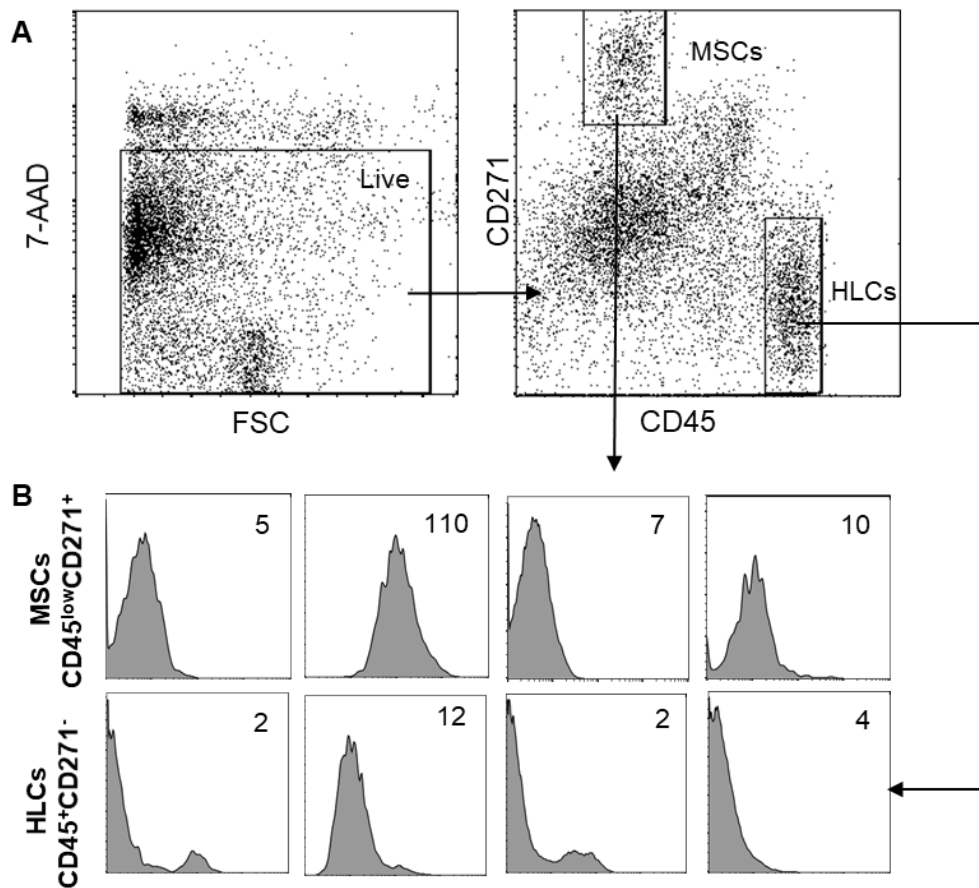 A
7-AAD
Live
FSC
CD271
MSCs
HLCs
CD45
B
MSCs
CD45lowCD271+
5
110
7
10
HLCs
CD45+CD271-
2
12
2
4